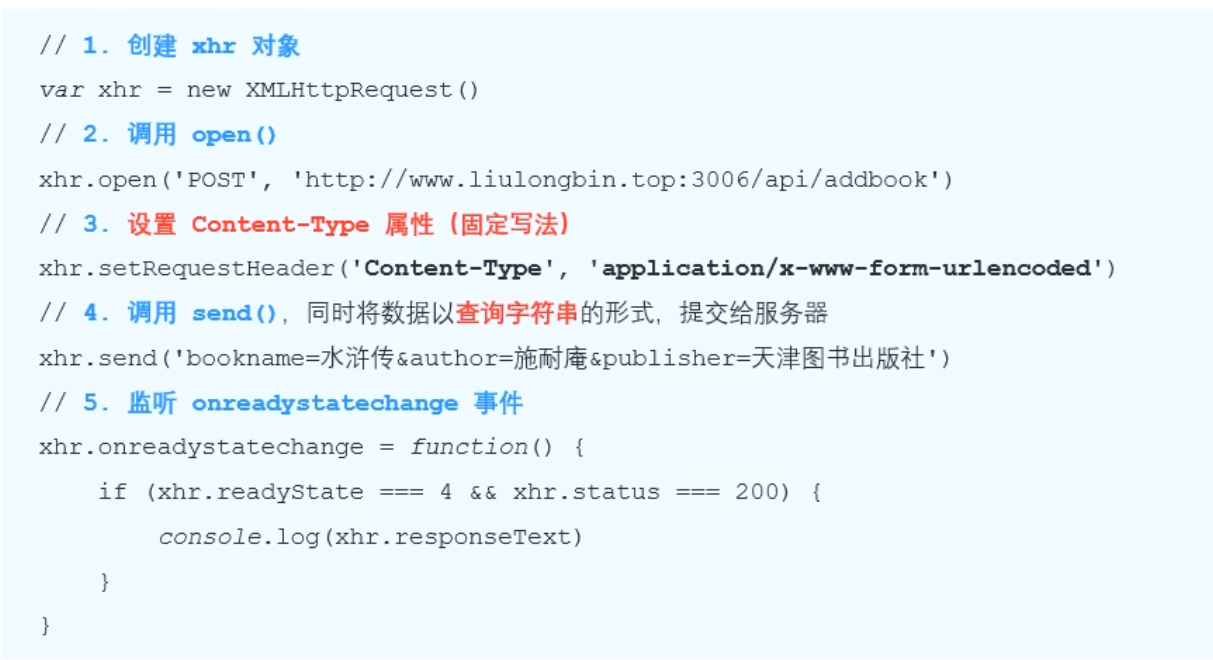 // 1. 创建 xhr 对象
var xhr = new XMLHttpRequest()
// 2. 调用 open()
xhr.open('POST', 'http://www.liulongbin.top:3006/api/addbook')
// 3. 设置 Content-Type 属性（固定写法）
xhr.setRequestHeader('Content-Type', 'application/x-www-form-urlencoded')
// 4. 调用 send()，同时将数据以查询字符串的形式，提交给服务器
xhr.send('bookname=水浒传&author=施耐庵&publisher=天津图书出版社')
// 5. 监听 onreadystatechange 事件
xhr.onreadystatechange = function() {
    if (xhr.readyState === 4 && xhr.status === 200) {
        console.log(xhr.responseText)
    }
}